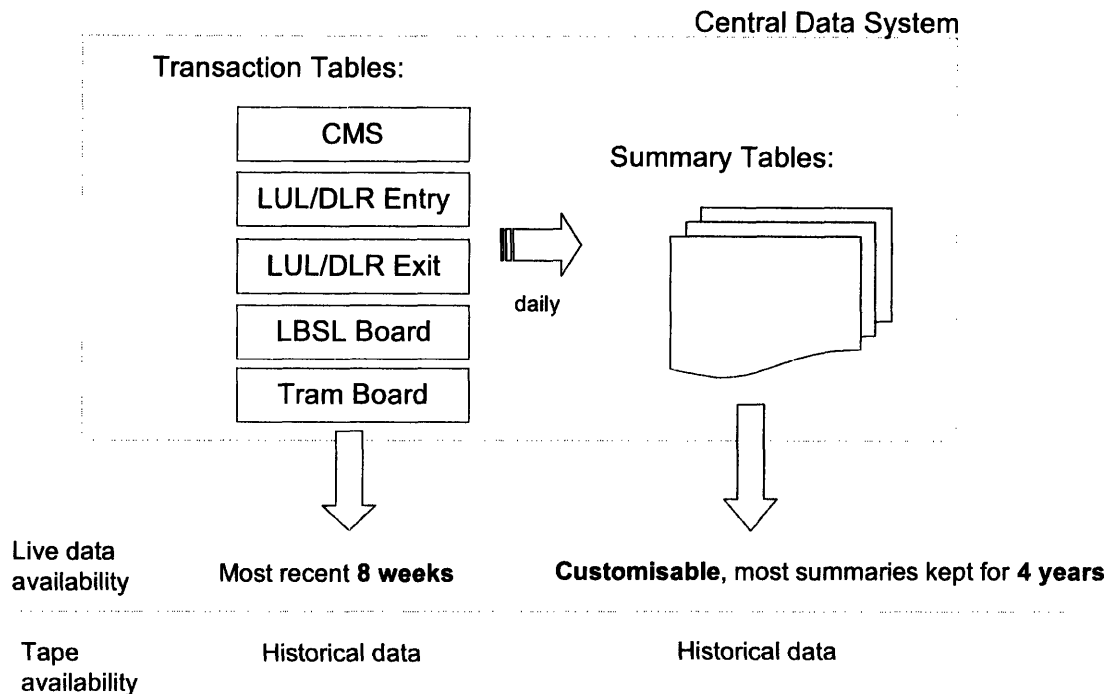 Central Data System
Transaction Tables:
CMS
LUL/DLR Entry
LUL/DLR Exit
LBSL Board
Tram Board
daily
Summary Tables:
Live data
availability
Most recent 8 weeks
Customisable, most summaries kept for 4 years
Tape
availability
Historical data
Historical data